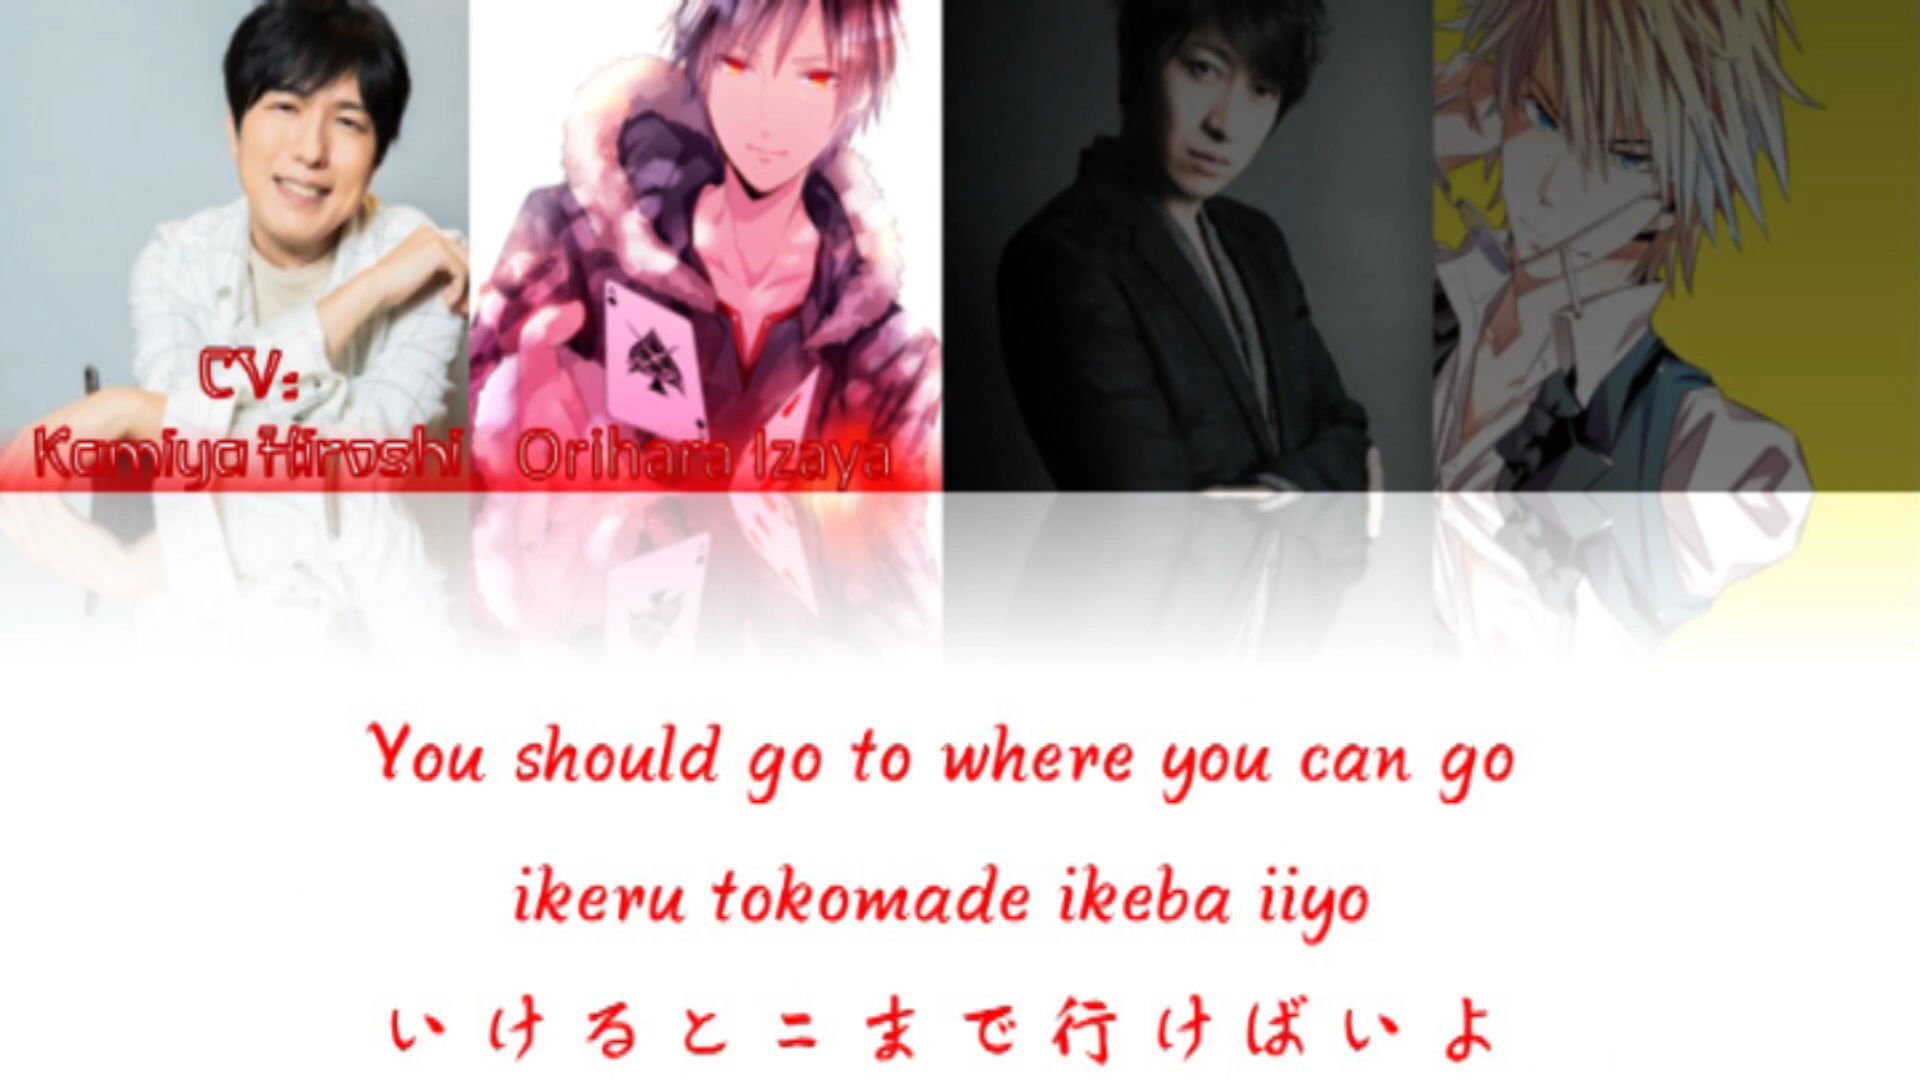 CV:
Kamiya Hiroshi
Orihara Izaya
You should go to where you can go
ikeru tokomade ikeba iiyo
いけるとこまで行けばいよ